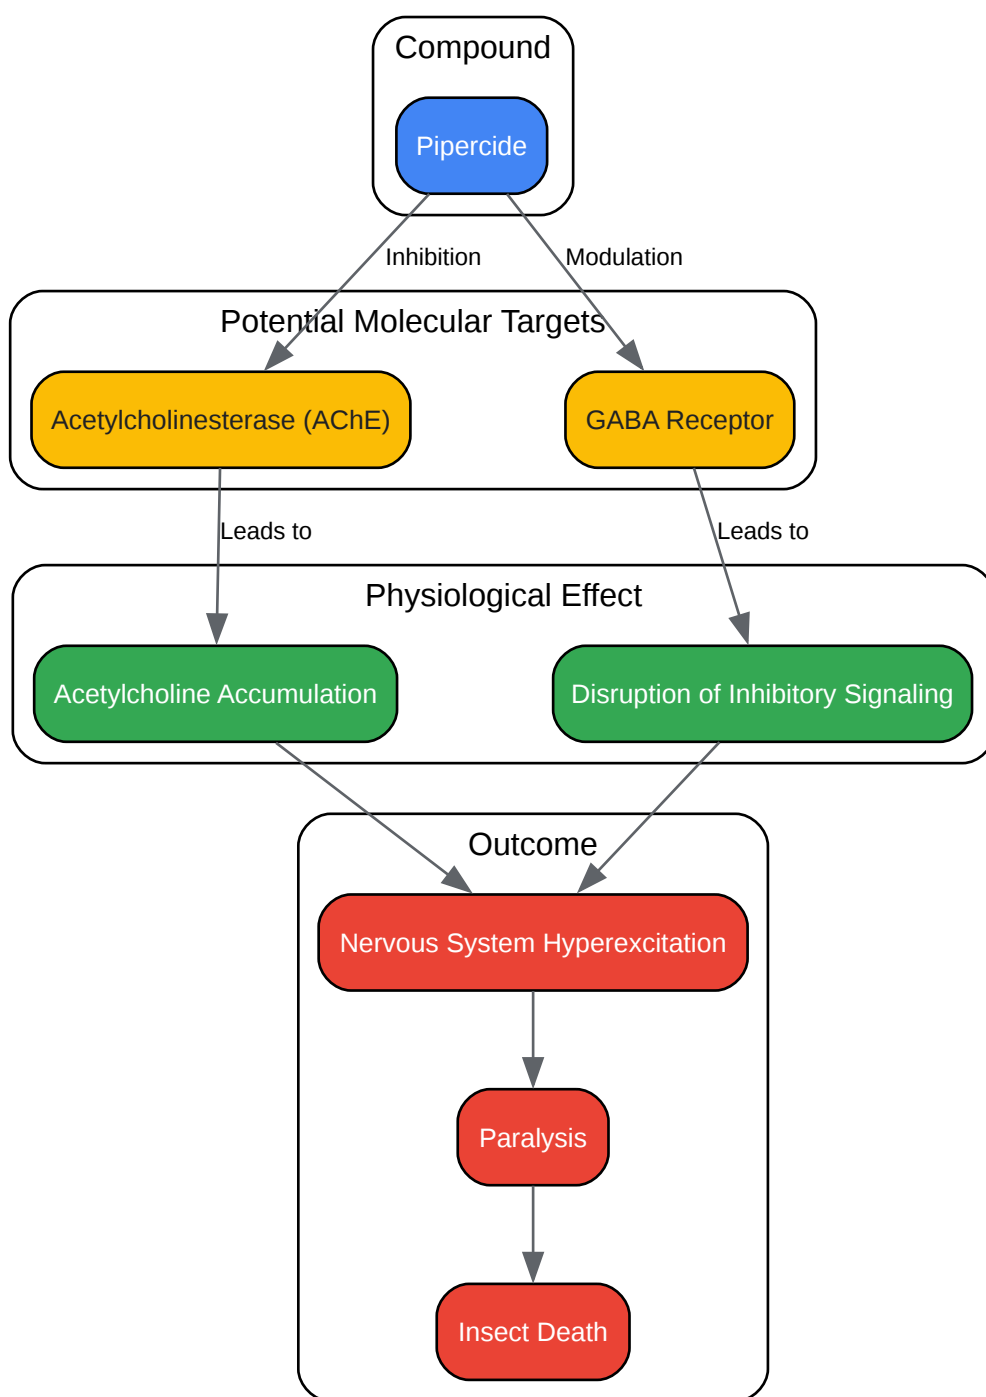 Compound
Pipercide
Inhibition
Modulation
Potential Molecular Targets
Acetylcholinesterase (AChE)
GABA Receptor
Leads to
Leads to
Physiological Effect
Acetylcholine Accumulation
Disruption of Inhibitory Signaling
Outcome
Nervous System Hyperexcitation
Paralysis
Insect Death